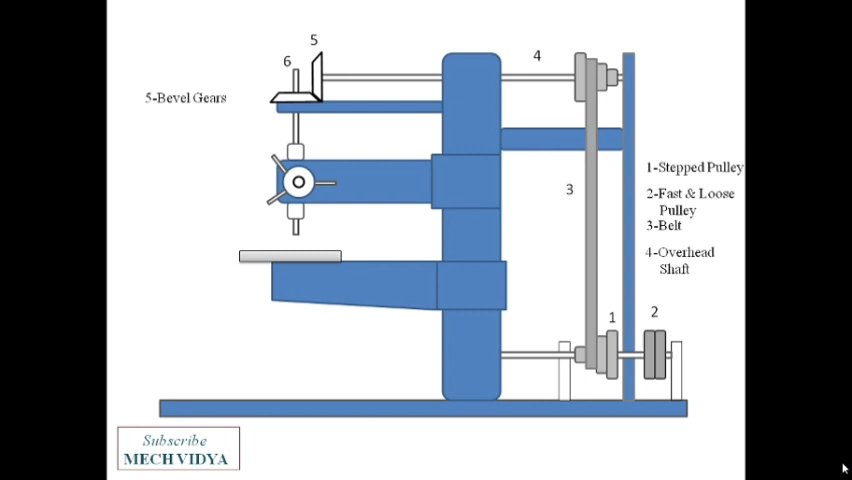 5
6
4
5-Bevel Gears
1-Stepped Pulley
3
2-Fast & Loose
Pulley
3-Belt
4-Overhead
Shaft
1
2
Subscribe
MECH VIDYA